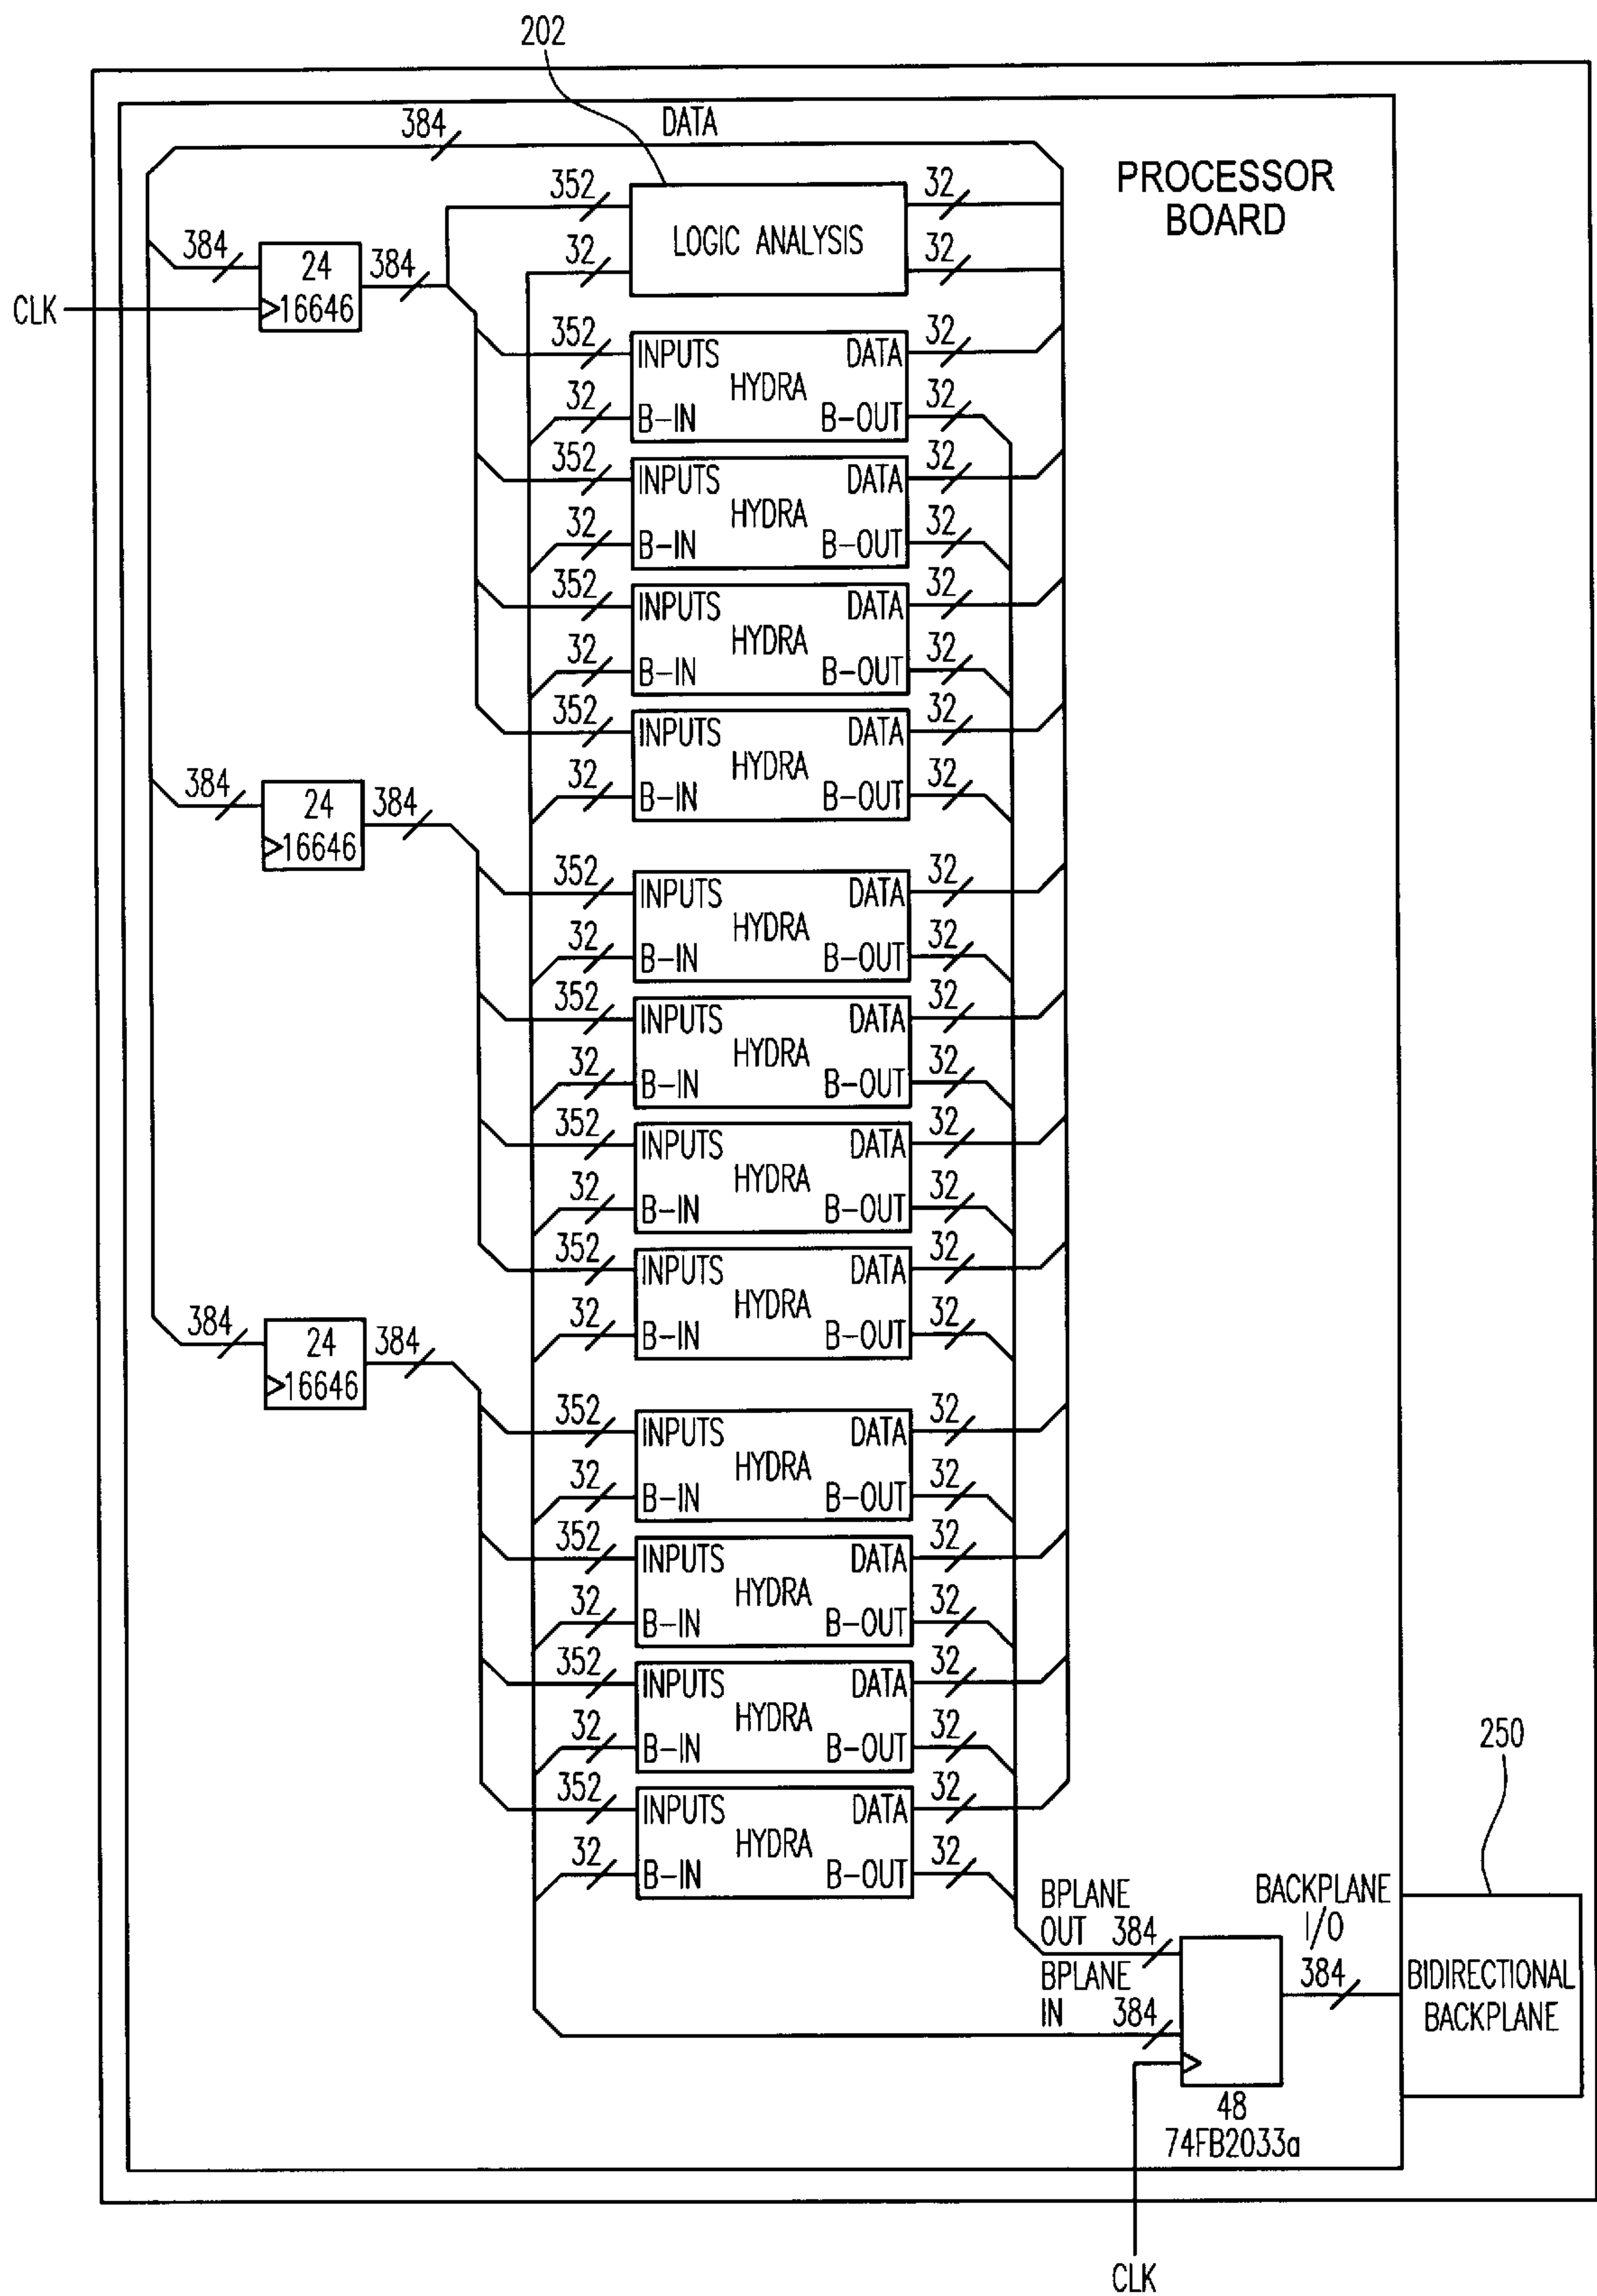 202
384
DATA
PROCESSOR
BOARD
352
32
LOGIC ANALYSIS
32
32
384
24
16646
384
CLK
352
INPUTS
DATA
32
HYDRA
32
B-IN
B-OUT
32
352
INPUTS
DATA
32
HYDRA
32
B-IN
B-OUT
32
352
INPUTS
DATA
32
HYDRA
32
B-IN
B-OUT
32
352
INPUTS
DATA
32
HYDRA
32
B-IN
B-OUT
32
384
24
16646
384
352
INPUTS
DATA
32
HYDRA
32
B-IN
B-OUT
32
352
INPUTS
DATA
32
HYDRA
32
B-IN
B-OUT
32
352
INPUTS
DATA
32
HYDRA
32
B-IN
B-OUT
32
352
INPUTS
DATA
32
HYDRA
32
B-IN
B-OUT
32
384
24
16646
384
352
INPUTS
DATA
32
HYDRA
32
B-IN
B-OUT
32
352
INPUTS
DATA
32
HYDRA
32
B-IN
B-OUT
32
352
INPUTS
DATA
32
HYDRA
32
B-IN
B-OUT
32
352
INPUTS
DATA
32
HYDRA
32
B-IN
B-OUT
32
250
BPLANE
OUT 384
BPLANE
IN 384
BACKPLANE
I/O
384
BIDIRECTIONAL
BACKPLANE
48
74FB2033a
CLK